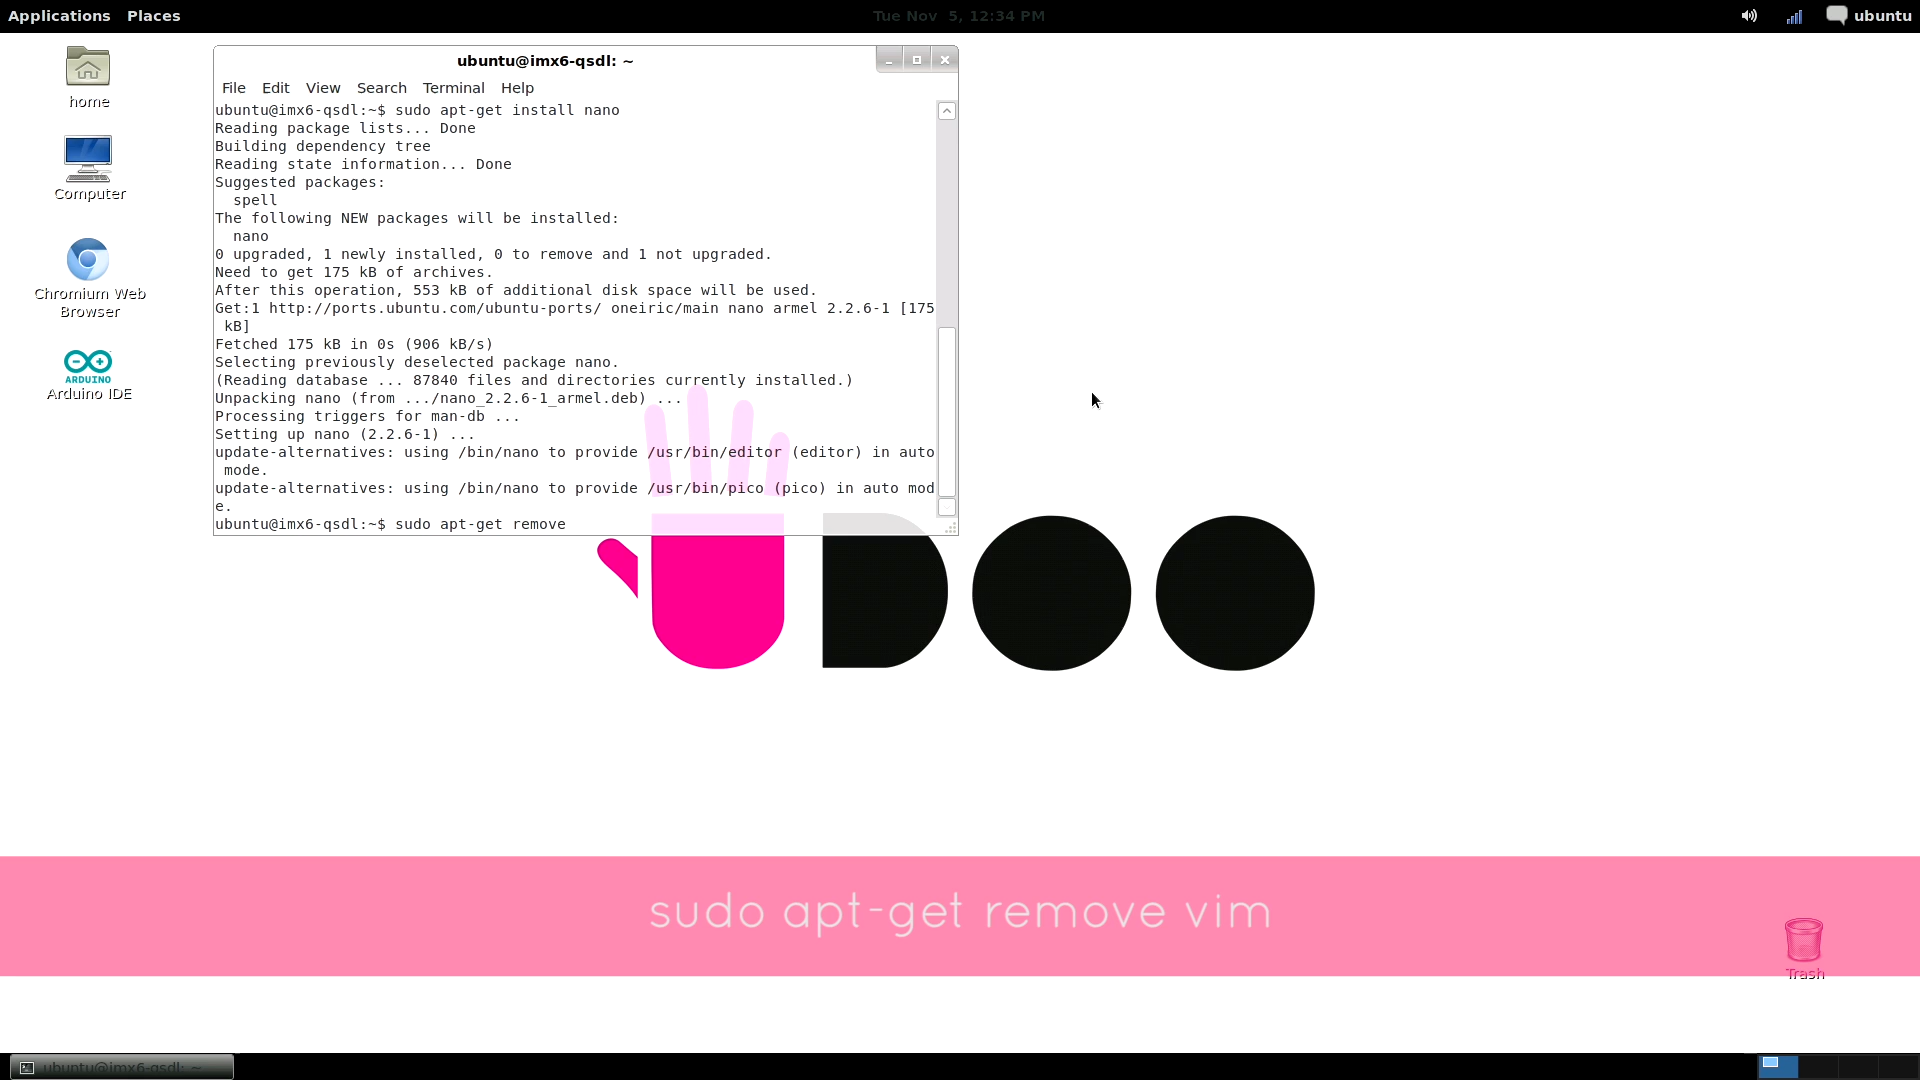 Applications Places Tue Nov 5, 12:34 PM ubuntu
home
Computer
Chromium Web
Browser
ARDUINO
Arduino IDE
ubuntu@imx6-qsdl: ~
File Edit View Search Terminal Help
ubuntu@imx6-qsdl:~$ sudo apt-get install nano
Reading package lists... Done
Building dependency tree
Reading state information... Done
Suggested packages:
  spell
The following NEW packages will be installed:
  nano
0 upgraded, 1 newly installed, 0 to remove and 1 not upgraded.
Need to get 175 kB of archives.
After this operation, 553 kB of additional disk space will be used.
Get:1 http://ports.ubuntu.com/ubuntu-ports/ oneiric/main nano armel 2.2.6-1 [175
 kB]
Fetched 175 kB in 0s (906 kB/s)
Selecting previously deselected package nano.
(Reading database ... 87840 files and directories currently installed.)
Unpacking nano (from .../nano_2.2.6-1_armel.deb) ...
Processing triggers for man-db ...
Setting up nano (2.2.6-1) ...
update-alternatives: using /bin/nano to provide /usr/bin/editor (editor) in auto
 mode.
update-alternatives: using /bin/nano to provide /usr/bin/pico (pico) in auto mod
e.
ubuntu@imx6-qsdl:~$ sudo apt-get remove
sudo apt-get remove vim
Trash
ubuntu@imx6-qsdl: ~